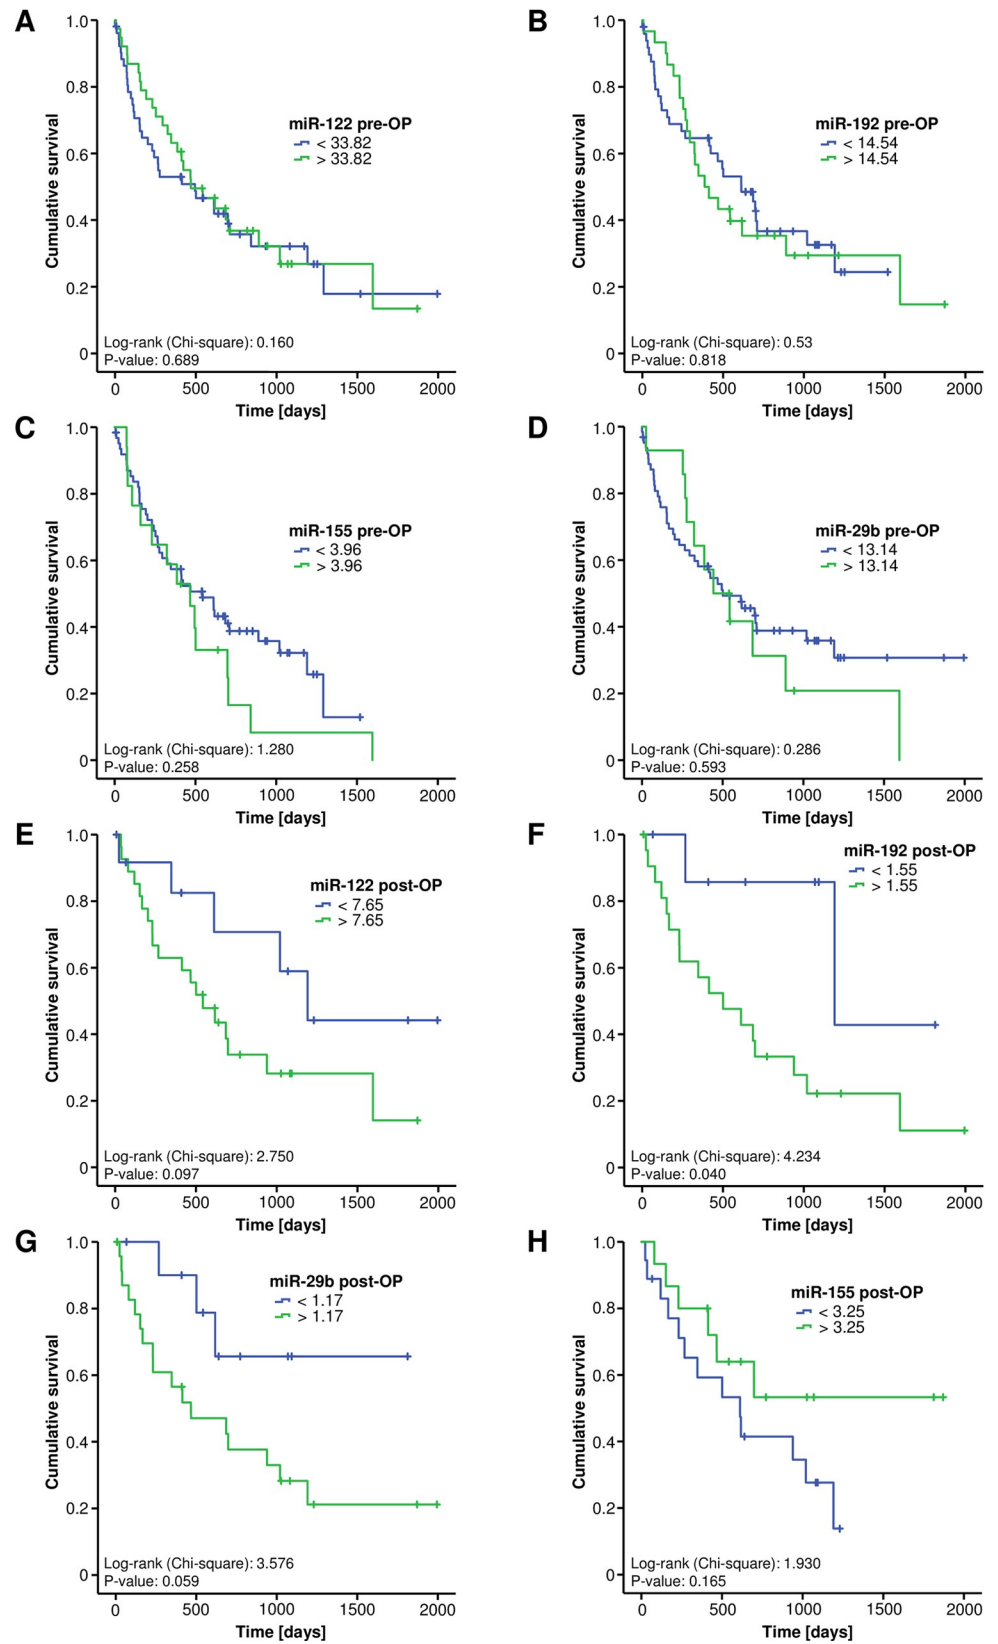 A
Cumulative survival
1.0
0.8
0.6
0.4
0.2
0
miR-122 pre-OP
< 33.82
> 33.82
Log-rank (Chi-square): 0.160
P-value: 0.689
0 500 1000 1500 2000
Time [days]
B
Cumulative survival
1.0
0.8
0.6
0.4
0.2
0
miR-192 pre-OP
< 14.54
> 14.54
Log-rank (Chi-square): 0.53
P-value: 0.818
0 500 1000 1500 2000
Time [days]
C
Cumulative survival
1.0
0.8
0.6
0.4
0.2
0
miR-155 pre-OP
< 3.96
> 3.96
Log-rank (Chi-square): 1.280
P-value: 0.258
0 500 1000 1500 2000
Time [days]
D
Cumulative survival
1.0
0.8
0.6
0.4
0.2
0
miR-29b pre-OP
< 13.14
> 13.14
Log-rank (Chi-square): 0.286
P-value: 0.593
0 500 1000 1500 2000
Time [days]
E
Cumulative survival
1.0
0.8
0.6
0.4
0.2
0
miR-122 post-OP
< 7.65
> 7.65
Log-rank (Chi-square): 2.750
P-value: 0.097
0 500 1000 1500 2000
Time [days]
F
Cumulative survival
1.0
0.8
0.6
0.4
0.2
0
miR-192 post-OP
< 1.55
> 1.55
Log-rank (Chi-square): 4.234
P-value: 0.040
0 500 1000 1500 2000
Time [days]
G
Cumulative survival
1.0
0.8
0.6
0.4
0.2
0
miR-29b post-OP
< 1.17
> 1.17
Log-rank (Chi-square): 3.576
P-value: 0.059
0 500 1000 1500 2000
Time [days]
H
Cumulative survival
1.0
0.8
0.6
0.4
0.2
0
miR-155 post-OP
< 3.25
> 3.25
Log-rank (Chi-square): 1.930
P-value: 0.165
0 500 1000 1500 2000
Time [days]